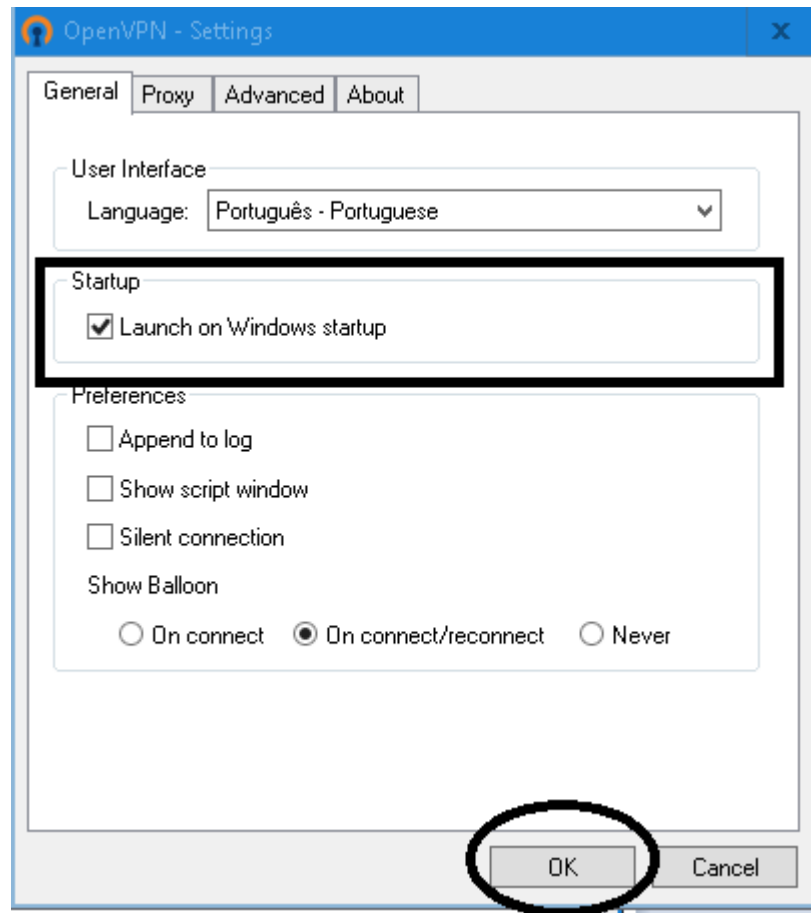 OpenVPN - Settings
General Proxy Advanced About
User Interface
Language: Português - Portuguese
Startup
Launch on Windows startup
Preferences
Append to log
Show script window
Silent connection
Show Balloon
On connect On connect/reconnect Never
OK Cancel